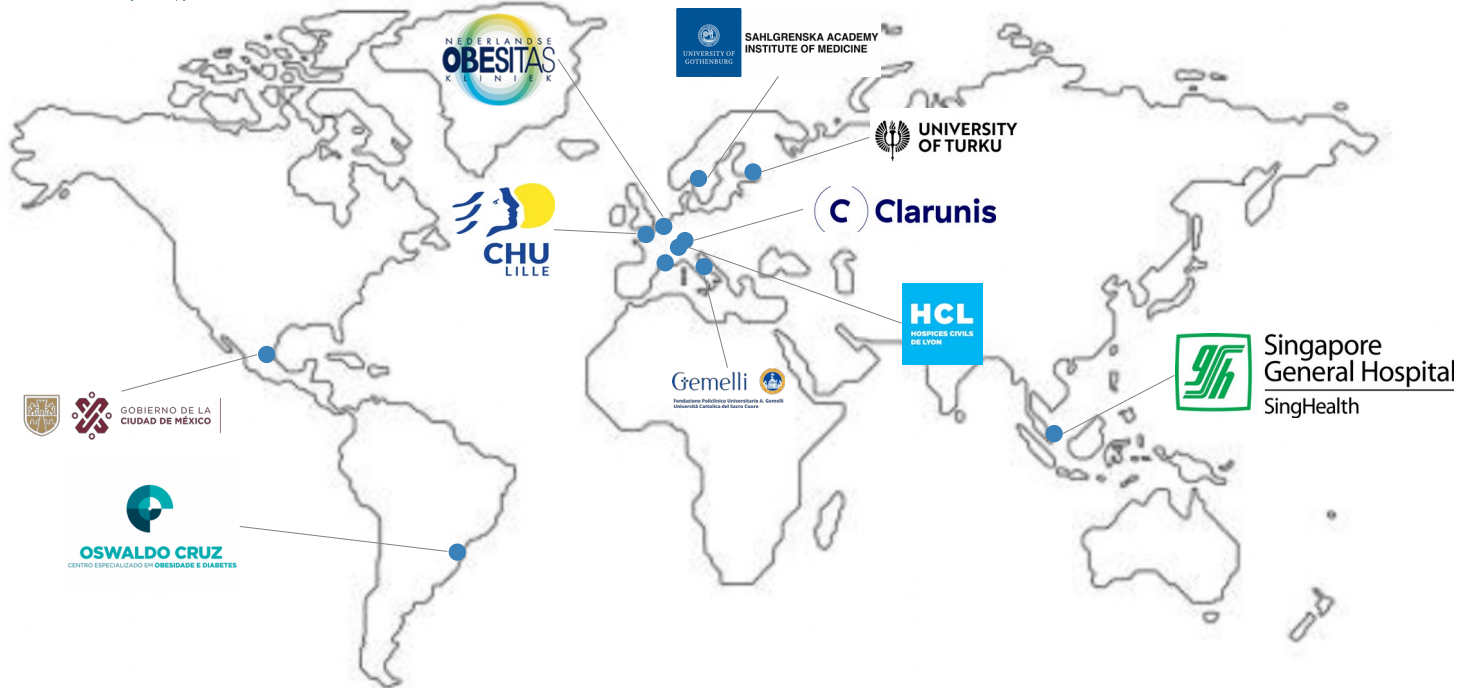 NEDERLANDSE
OBESITAS
KLINIEK
UNIVERSITY OF
GOTHENBURG
SAHLGRENSKA ACADEMY
INSTITUTE OF MEDICINE
UNIVERSITY
OF TURKU
CHU
LILLE
C Clarunis
HCL
HOSPICES CIVILS
DE LYON
Gemelli
Fondazione Policlinico Universitario A. Gemelli
Università Cattolica del Sacro Cuore
Singapore
General Hospital
SingHealth
GOBIERNO DE LA
CIUDAD DE MÉXICO
OSWALDO CRUZ
CENTRO ESPECIALIZADO EM OBESIDADE E DIABETES